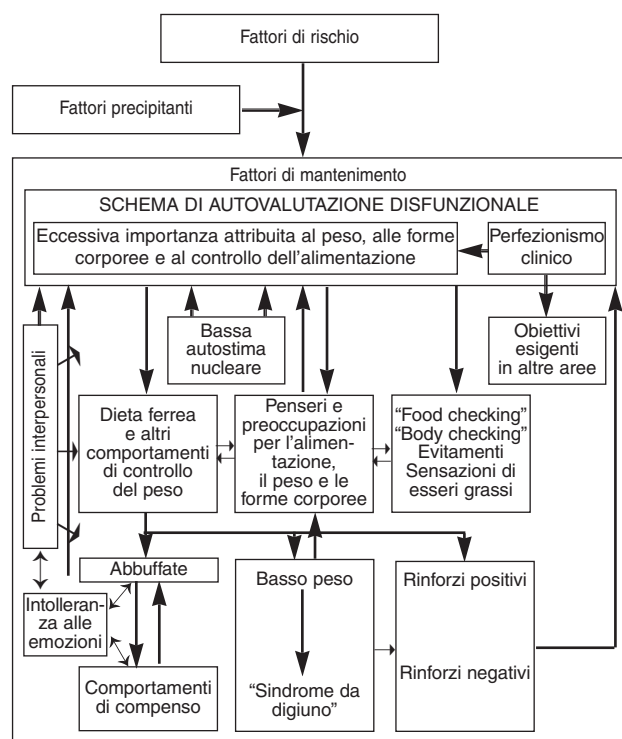 Fattori di rischio
Fattori precipitanti
Fattori di mantenimento
SCHEMA DI AUTOVALUTAZIONE DISFUNZIONALE
Eccessiva importanza attribuita al peso, alle forme
corporee e al controllo dell’alimentazione
Perfezionismo
clinico
Problemi interpersonali
Bassa
autostima
nucleare
Obiettivi
esigenti
in altre aree
Dieta ferrea
e altri
comportamenti
di controllo
del peso
Penseri e
preoccupazioni
per l’alimen-
tazione,
il peso e le
forme corporee
“Food checking”
“Body checking”
Evitamenti
Sensazioni di
esseri grassi
Abbuffate
Intolleran-
za alle
emozioni
Comportamenti
di compenso
Basso peso
“Sindrome da
digiuno”
Rinforzi positivi
Rinforzi negativi